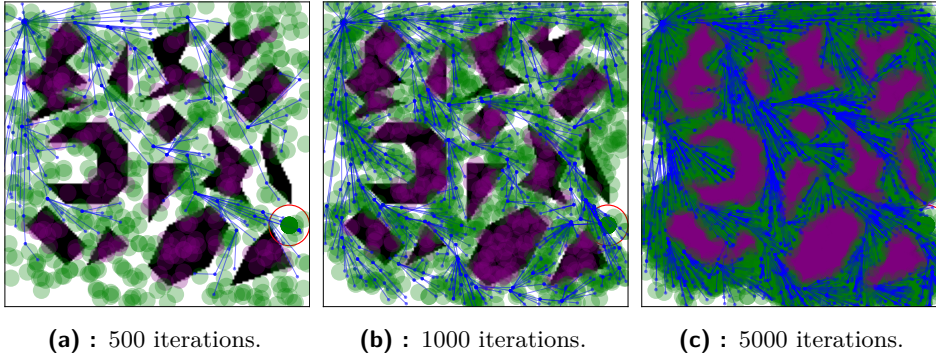 (a) : 500 iterations.
(b) : 1000 iterations.
(c) : 5000 iterations.